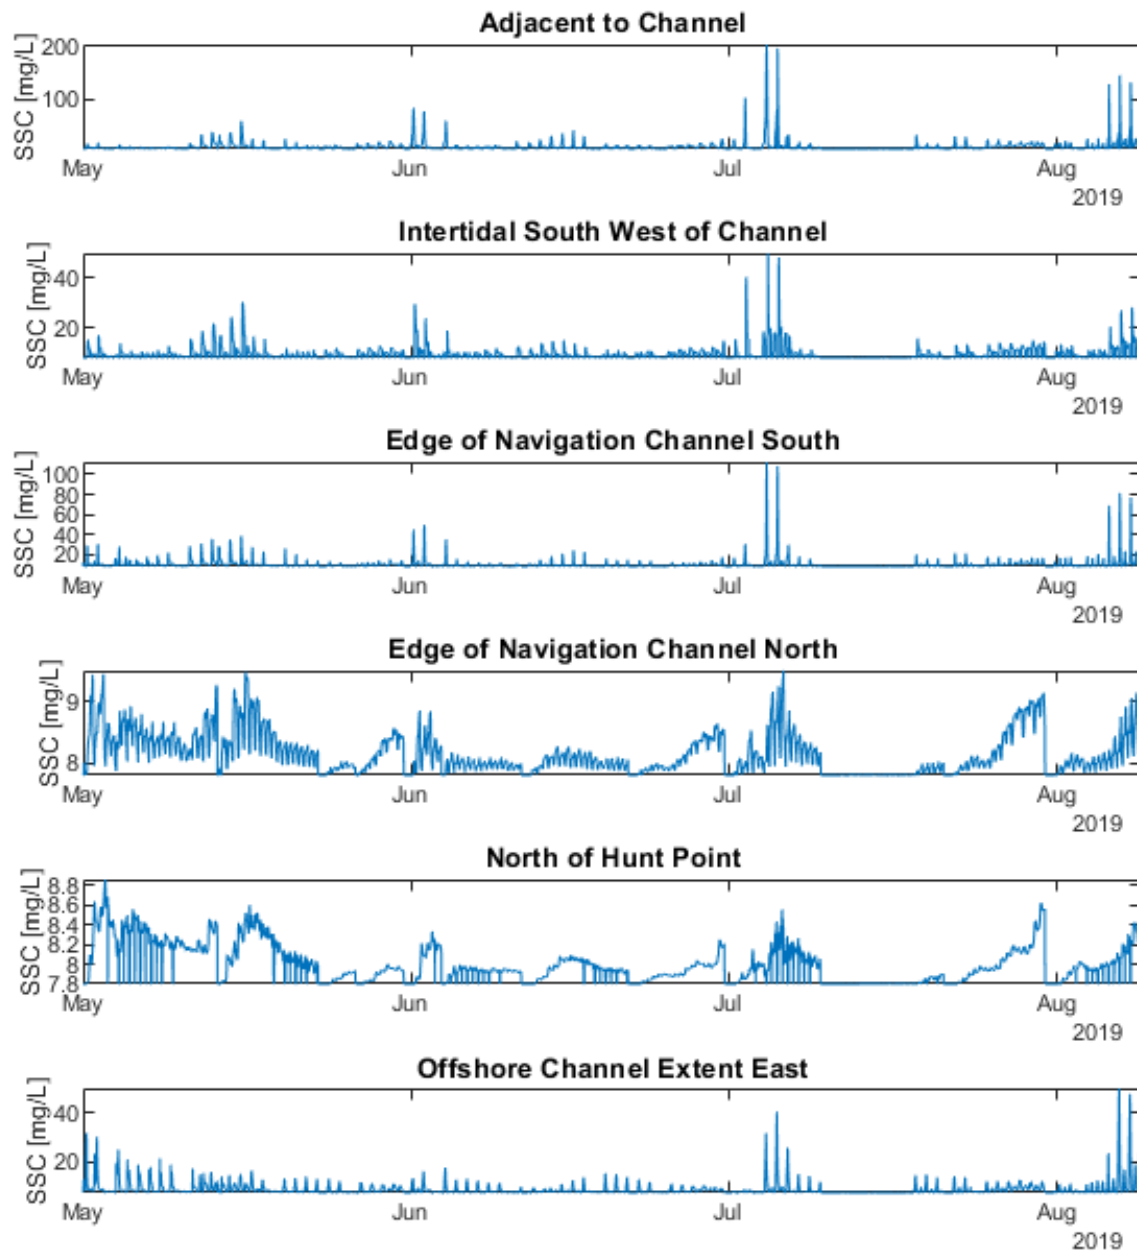 Adjacent to Channel
SSC [mg/L]
200
100
May Jun Jul Aug
2019
Intertidal South West of Channel
SSC [mg/L]
40
20
May Jun Jul Aug
2019
Edge of Navigation Channel South
SSC [mg/L]
100
80
60
40
20
May Jun Jul Aug
2019
Edge of Navigation Channel North
SSC [mg/L]
9
8
May Jun Jul Aug
2019
North of Hunt Point
SSC [mg/L]
8.8
8.6
8.4
8.2
8
7.8
May Jun Jul Aug
2019
Offshore Channel Extent East
SSC [mg/L]
40
20
May Jun Jul Aug
2019